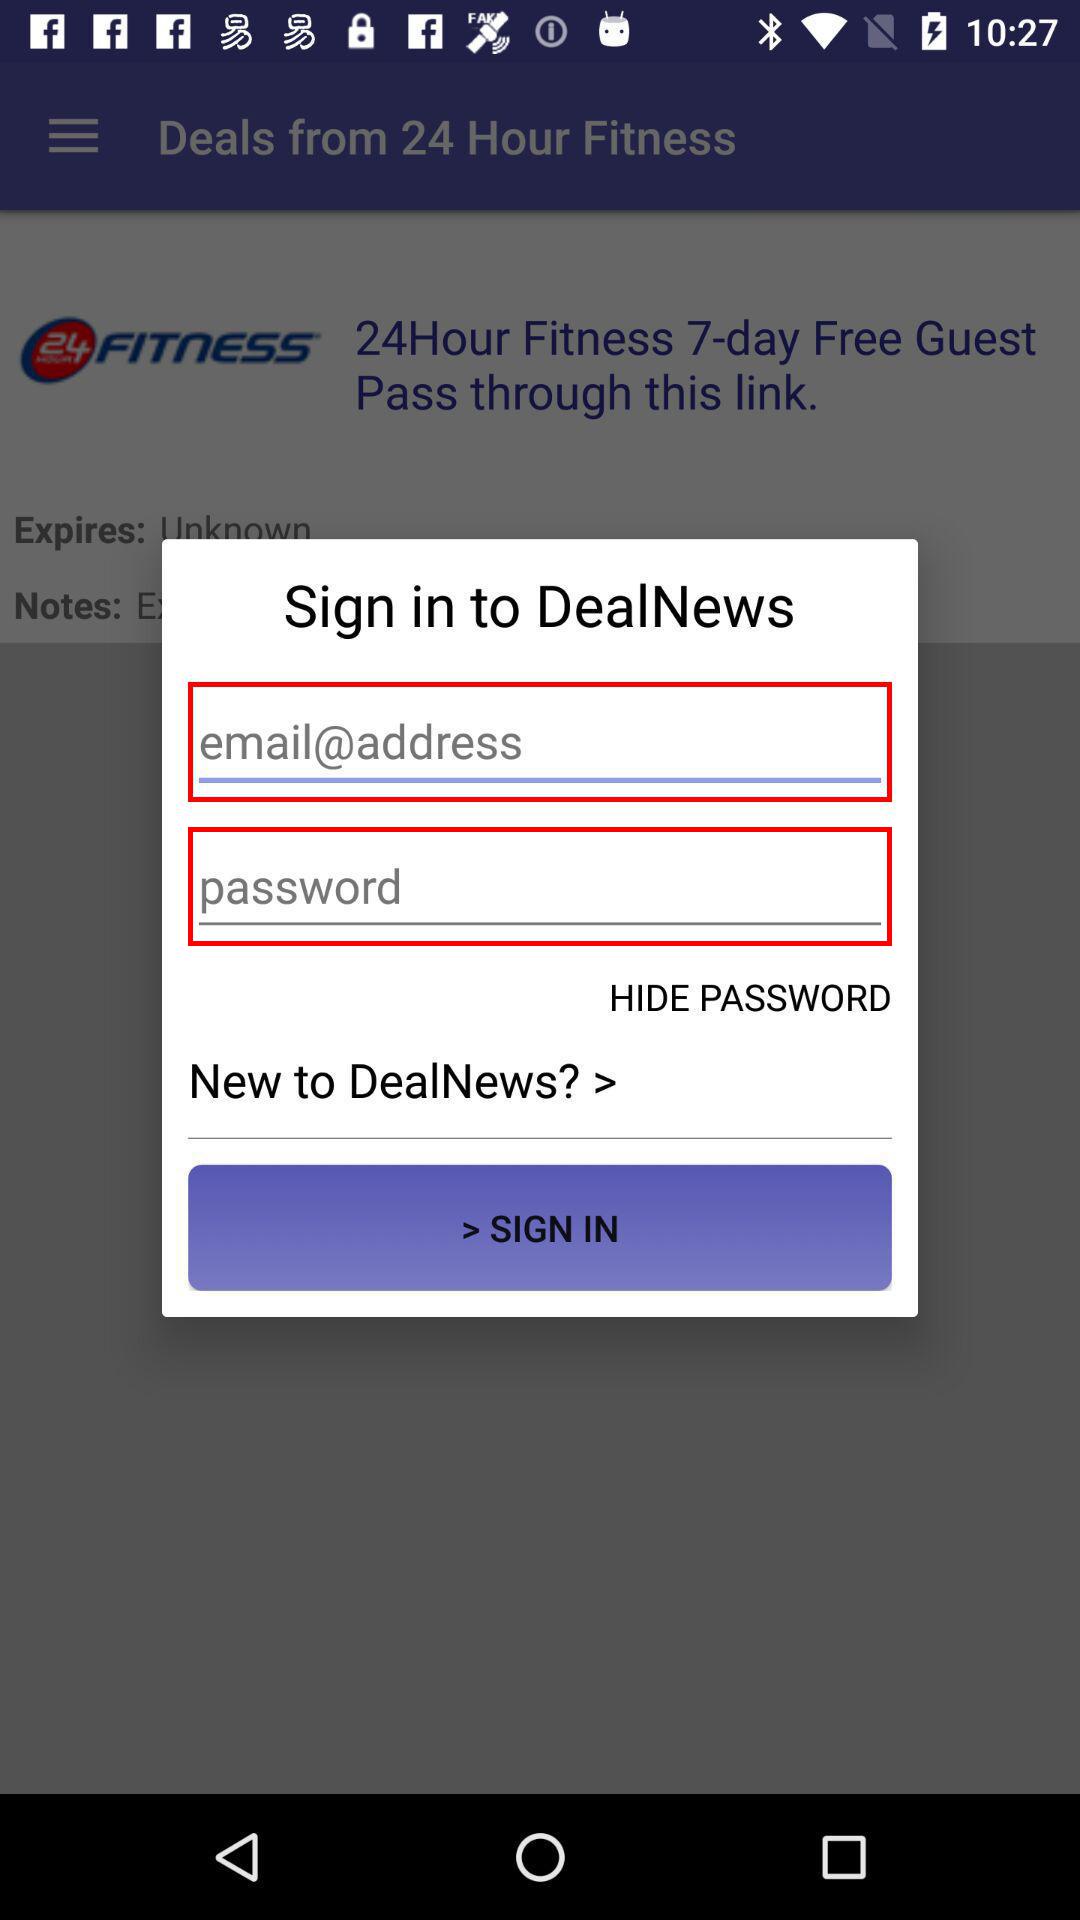 FAKE
10:27
Deals from 24 Hour Fitness
24 HOUR FITNESS
24Hour Fitness 7-day Free Guest
Pass through this link.
Expires: Unknown
Notes:
Sign in to DealNews
email@address
password
HIDE PASSWORD
New to DealNews? >
> SIGN IN